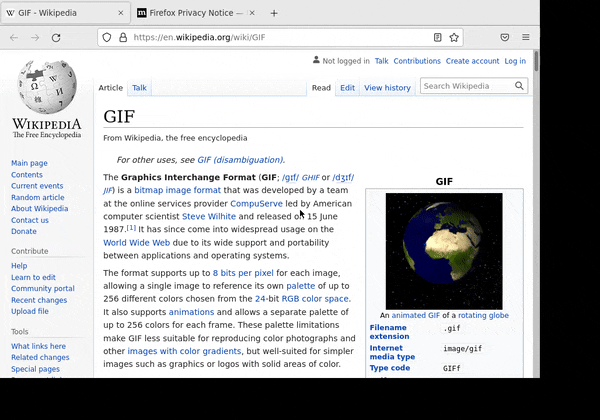 GIF - Wikipedia
Firefox Privacy Notice —
https://en.wikipedia.org/wiki/GIF
Not logged in Talk Contributions Create account Log in
Article Talk Read Edit View history Search Wikipedia
WIKIPEDIA
The Free Encyclopedia
Main page
Contents
Current events
Random article
About Wikipedia
Contact us
Donate
Contribute
Help
Learn to edit
Community portal
Recent changes
Upload file
Tools
What links here
Related changes
Special pages
GIF
From Wikipedia, the free encyclopedia
For other uses, see GIF (disambiguation).
The Graphics Interchange Format (GIF; /ɡɪf/ GHIF or /dʒɪf/
JIF) is a bitmap image format that was developed by a team
at the online services provider CompuServe led by American
computer scientist Steve Wilhite and released on 15 June
1987.[1] It has since come into widespread usage on the
World Wide Web due to its wide support and portability
between applications and operating systems.
The format supports up to 8 bits per pixel for each image,
allowing a single image to reference its own palette of up to
256 different colors chosen from the 24-bit RGB color space.
It also supports animations and allows a separate palette of
up to 256 colors for each frame. These palette limitations
make GIF less suitable for reproducing color photographs and
other images with color gradients, but well-suited for simpler
images such as graphics or logos with solid areas of color.
GIF
An animated GIF of a rotating globe
Filename extension .gif
Internet media type image/gif
Type code GIFf